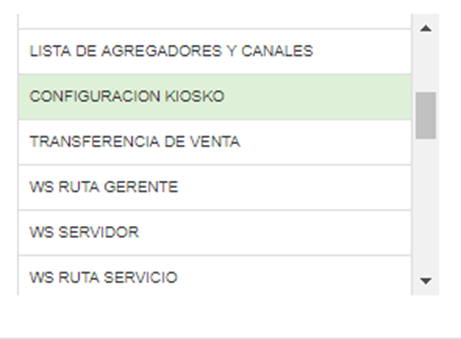 LISTA DE AGREGADORES Y CANALES
CONFIGURACION KIOSKO
TRANSFERENCIA DE VENTA
WS RUTA GERENTE
WS SERVIDOR
WS RUTA SERVICIO